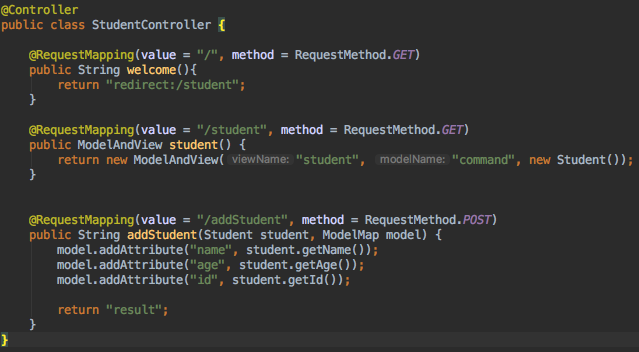 @Controller
public class StudentController {
@RequestMapping(value = "/", method = RequestMethod.GET)
public String welcome(){
return "redirect:/student";
}
@RequestMapping(value = "/student", method = RequestMethod.GET)
public ModelAndView student() {
return new ModelAndView( viewName: "student", modelName: "command", new Student());
}
@RequestMapping(value = "/addStudent", method = RequestMethod.POST)
public String addStudent(Student student, ModelMap model) {
model.addAttribute("name", student.getName());
model.addAttribute("age", student.getAge());
model.addAttribute("id", student.getId());
return "result";
}
}